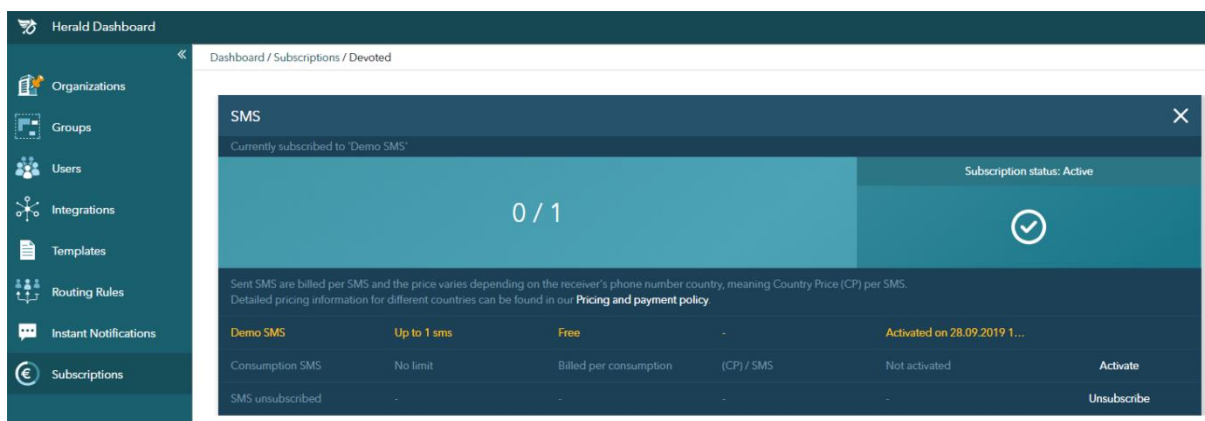 Herald Dashboard
«
Organizations
Groups
Users
Integrations
Templates
Routing Rules
Instant Notifications
Subscriptions
Dashboard / Subscriptions / Devoted
SMS
Currently subscribed to 'Demo SMS'
0 / 1
Subscription status: Active
Sent SMS are billed per SMS and the price varies depending on the receiver's phone number country, meaning Country Price (CP) per SMS.
Detailed pricing information for different countries can be found in our Pricing and payment policy.
Demo SMS Up to 1 sms Free - Activated on 28.09.2019 1...
Consumption SMS No limit Billed per consumption (CP) / SMS Not activated Activate
SMS unsubscribed - - - - Unsubscribe